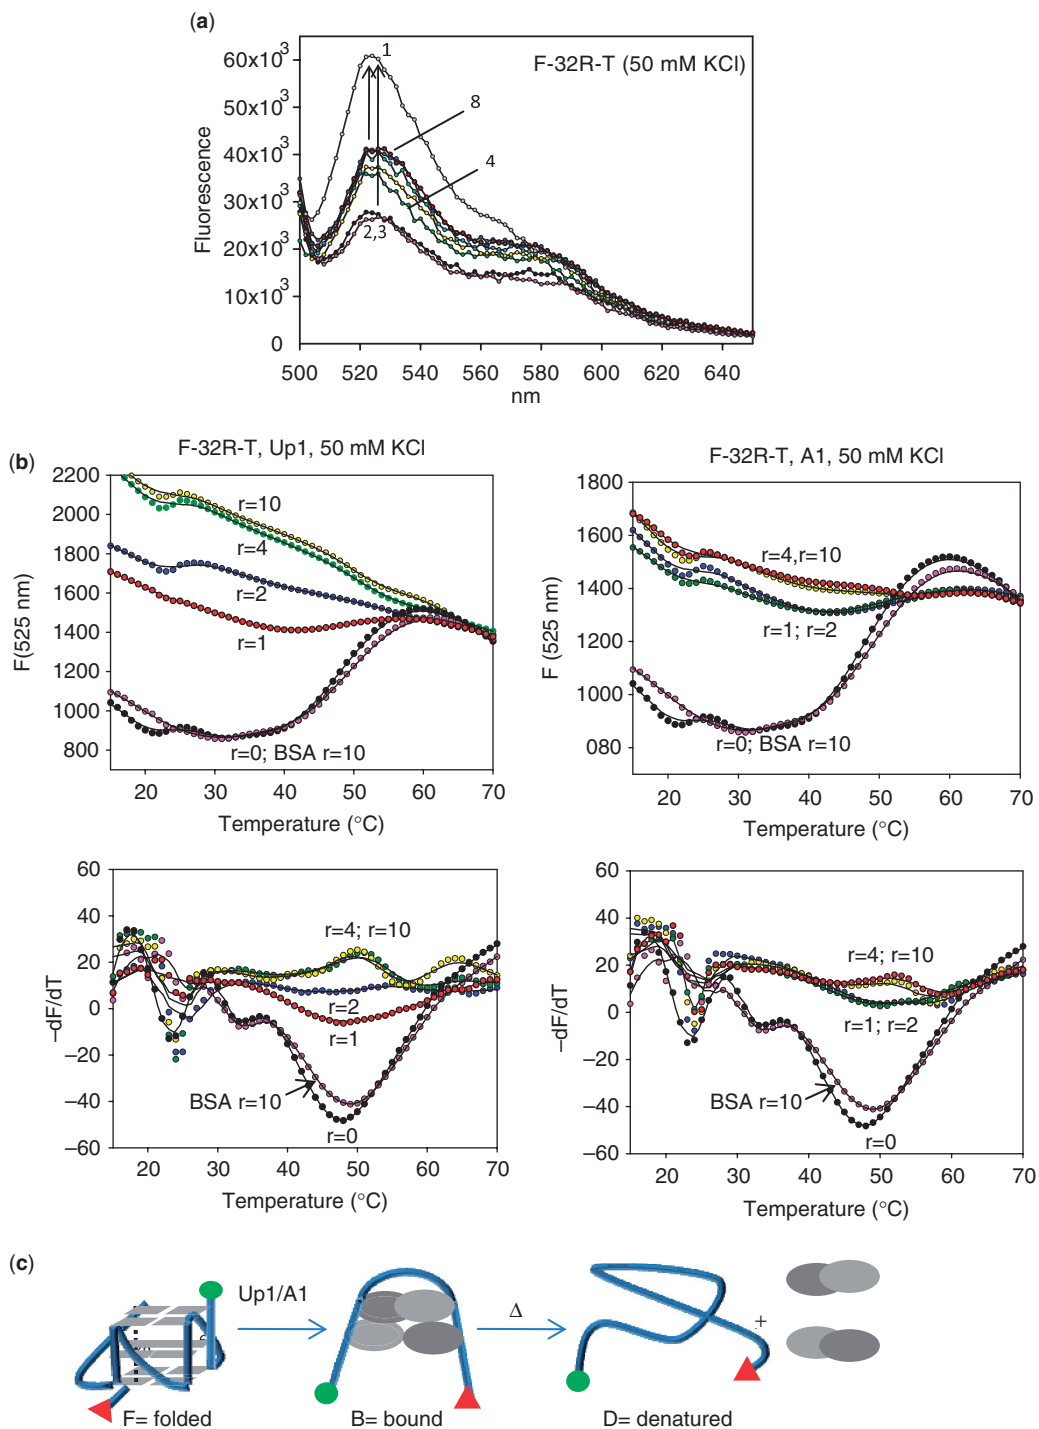 (a)
F-32R-T (50 mM KCl)
Fluorescence
60x10³
50x10³
40x10³
30x10³
20x10³
10x10³
0
1
8
4
2,3
500 520 540 560 580 600 620 640
nm
(b)
F-32R-T, Up1, 50 mM KCl
F(525 nm)
2200
2000
1800
1600
1400
1200
1000
800
r=10
r=4
r=2
r=1
r=0; BSA r=10
20 30 40 50 60 70
Temperature (°C)
F-32R-T, A1, 50 mM KCl
F (525 nm)
1800
1600
1400
1200
1000
080
r=4,r=10
r=1; r=2
r=0; BSA r=10
20 30 40 50 60 70
Temperature (°C)
–dF/dT
60
40
20
0
–20
–40
–60
r=4; r=10
r=2
r=1
BSA r=10
r=0
20 30 40 50 60 70
Temperature (°C)
–dF/dT
60
40
20
0
–20
–40
–60
r=4; r=10
r=1; r=2
BSA r=10
r=0
20 30 40 50 60 70
Temperature (°C)
(c)
Up1/A1
Δ
+
F= folded
B= bound
D= denatured